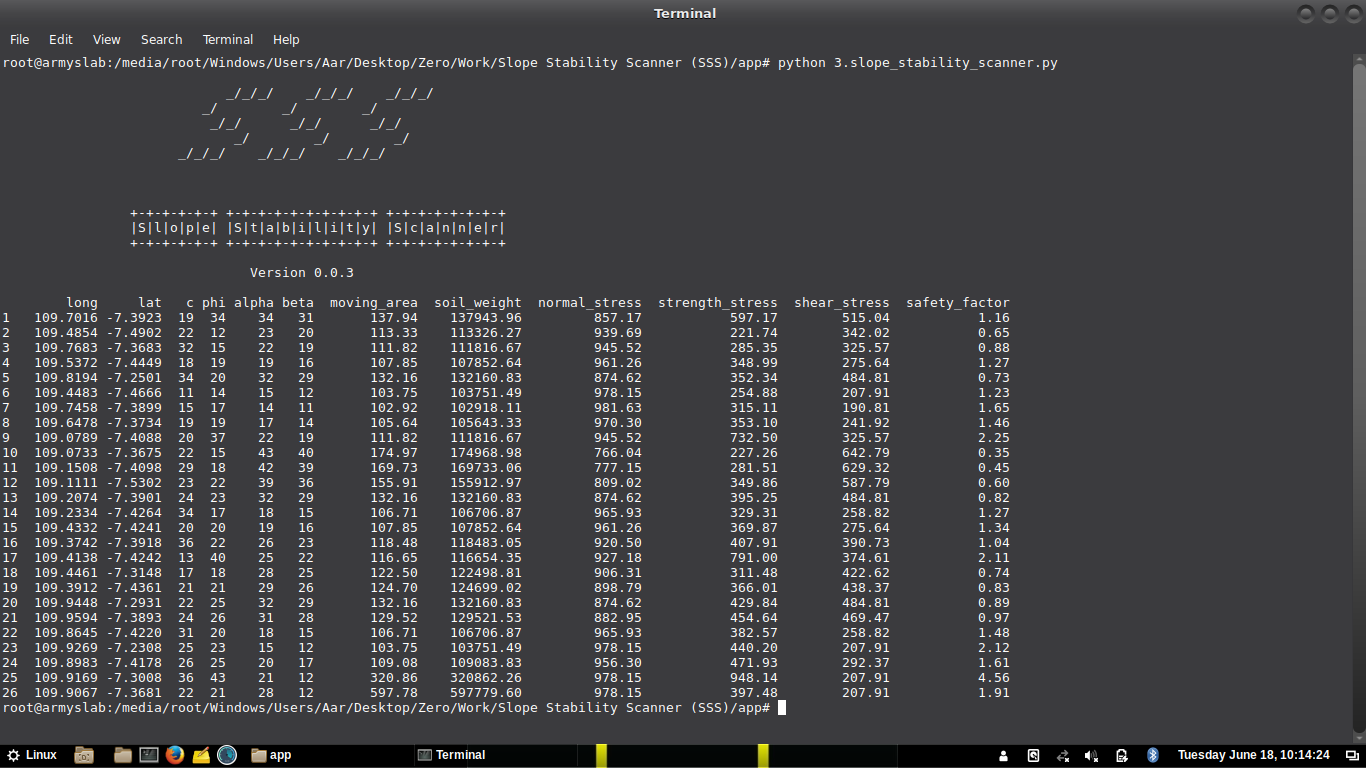 Terminal
File Edit View Search Terminal Help
root@armyslab:/media/root/Windows/Users/Aar/Desktop/Zero/Work/Slope Stability Scanner (SSS)/app# python 3.slope_stability_scanner.py
                            _/_/_/    _/_/_/    _/_/_/
                         _/        _/        _/
                          _/_/      _/_/      _/_/
                             _/        _/        _/
                      _/_/_/    _/_/_/    _/_/_/
+-+-+-+-+-+ +-+-+-+-+-+-+-+-+-+ +-+-+-+-+-+-+-+
|S|l|o|p|e| |S|t|a|b|i|l|i|t|y| |S|c|a|n|n|e|r|
+-+-+-+-+-+ +-+-+-+-+-+-+-+-+-+ +-+-+-+-+-+-+-+
Version 0.0.3
long lat c phi alpha beta moving_area soil_weight normal_stress strength_stress shear_stress safety_factor
1 109.7016 -7.3923 19 34 34 31 137.94 137943.96 857.17 597.17 515.04 1.16
2 109.4854 -7.4902 22 12 23 20 113.33 113326.27 939.69 221.74 342.02 0.65
3 109.7683 -7.3683 32 15 22 19 111.82 111816.67 945.52 285.35 325.57 0.88
4 109.5372 -7.4449 18 19 19 16 107.85 107852.64 961.26 348.99 275.64 1.27
5 109.8194 -7.2501 34 20 32 29 132.16 132160.83 874.62 352.34 484.81 0.73
6 109.4483 -7.4666 11 14 15 12 103.75 103751.49 978.15 254.88 207.91 1.23
7 109.7458 -7.3899 15 17 14 11 102.92 102918.11 981.63 315.11 190.81 1.65
8 109.6478 -7.3734 19 19 17 14 105.64 105643.33 970.30 353.10 241.92 1.46
9 109.0789 -7.4088 20 37 22 19 111.82 111816.67 945.52 732.50 325.57 2.25
10 109.0733 -7.3675 22 15 43 40 174.97 174968.98 766.04 227.26 642.79 0.35
11 109.1508 -7.4098 29 18 42 39 169.73 169733.06 777.15 281.51 629.32 0.45
12 109.1111 -7.5302 23 22 39 36 155.91 155912.97 809.02 349.86 587.79 0.60
13 109.2074 -7.3901 24 23 32 29 132.16 132160.83 874.62 395.25 484.81 0.82
14 109.2334 -7.4264 34 17 18 15 106.71 106706.87 965.93 329.31 258.82 1.27
15 109.4332 -7.4241 20 20 19 16 107.85 107852.64 961.26 369.87 275.64 1.34
16 109.3742 -7.3918 36 22 26 23 118.48 118483.05 920.50 407.91 390.73 1.04
17 109.4138 -7.4242 13 40 25 22 116.65 116654.35 927.18 791.00 374.61 2.11
18 109.4461 -7.3148 17 18 28 25 122.50 122498.81 906.31 311.48 422.62 0.74
19 109.3912 -7.4361 21 21 29 26 124.70 124699.02 898.79 366.01 438.37 0.83
20 109.9448 -7.2931 22 25 32 29 132.16 132160.83 874.62 429.84 484.81 0.89
21 109.9594 -7.3893 24 26 31 28 129.52 129521.53 882.95 454.64 469.47 0.97
22 109.8645 -7.4220 31 20 18 15 106.71 106706.87 965.93 382.57 258.82 1.48
23 109.9269 -7.2308 25 23 15 12 103.75 103751.49 978.15 440.20 207.91 2.12
24 109.8983 -7.4178 26 25 20 17 109.08 109083.83 956.30 471.93 292.37 1.61
25 109.9169 -7.3008 36 43 21 12 320.86 320862.26 978.15 948.14 207.91 4.56
26 109.9067 -7.3681 22 21 28 12 597.78 597779.60 978.15 397.48 207.91 1.91
root@armyslab:/media/root/Windows/Users/Aar/Desktop/Zero/Work/Slope Stability Scanner (SSS)/app#
Linux app Terminal Tuesday June 18, 10:14:24